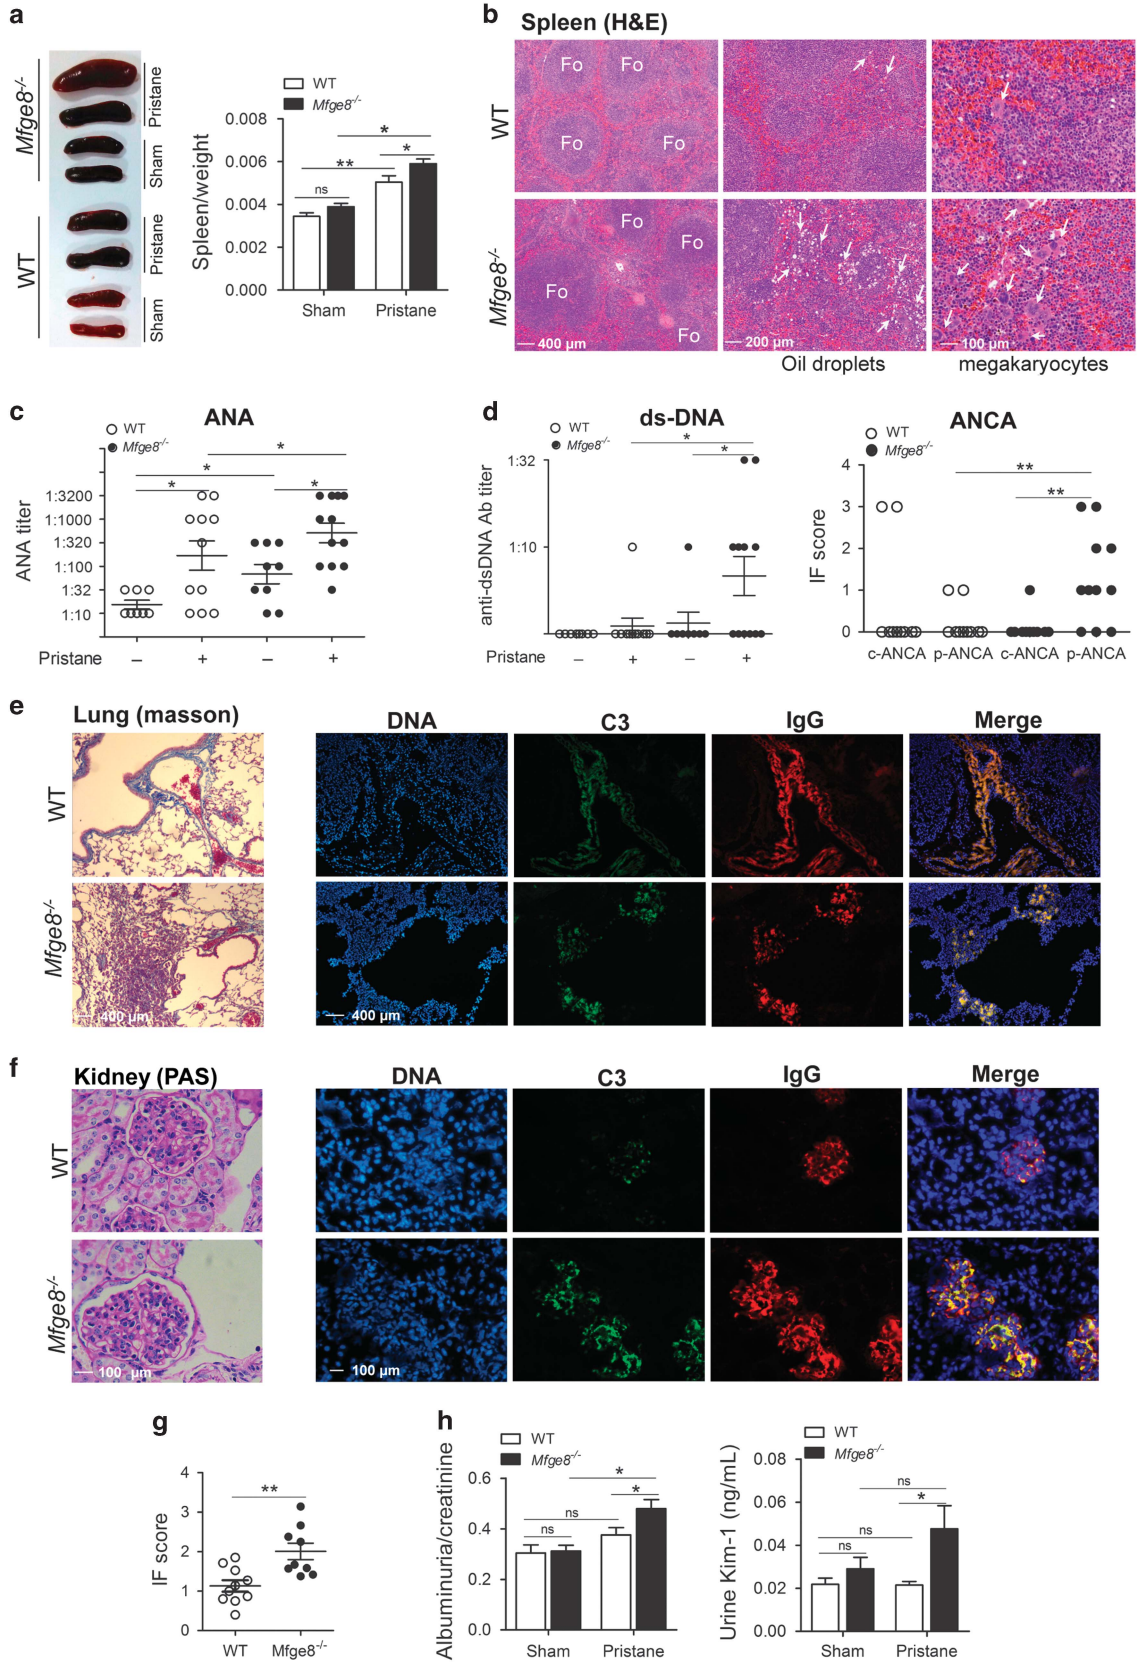 a
Mfge8-/-
WT
Pristane
Sham
Pristane
Sham
WT
Mfge8-/-
Spleen/weight
0.008
0.006
0.004
0.002
0.000
ns
**
*
*
Sham Pristane
b Spleen (H&E)
WT
Mfge8-/-
Fo Fo
Fo Fo
Fo
Fo
Fo
Fo
400 µm
200 µm
100 µm
Oil droplets
megakaryocytes
c ANA
WT
Mfge8-/-
ANA titer
1:3200
1:1000
1:320
1:100
1:32
1:10
*
*
*
*
Pristane – + – +
d ds-DNA
WT
Mfge8-/-
anti-dsDNA Ab titer
1:32
1:10
*
*
Pristane – + – +
ANCA
WT
Mfge8-/-
IF score
4
3
2
1
0
**
**
c-ANCA p-ANCA c-ANCA p-ANCA
e Lung (masson) DNA C3 IgG Merge
WT
Mfge8-/-
400 µm
400 µm
f Kidney (PAS) DNA C3 IgG Merge
WT
Mfge8-/-
100 µm
100 µm
g
IF score
4
3
2
1
0
**
WT Mfge8-/-
h
WT
Mfge8-/-
Albuminuria/creatinine
0.6
0.4
0.2
0.0
ns
ns
*
*
Sham Pristane
WT
Mfge8-/-
Urine Kim-1 (ng/mL)
0.08
0.06
0.04
0.02
0.00
ns
ns
ns
*
Sham Pristane